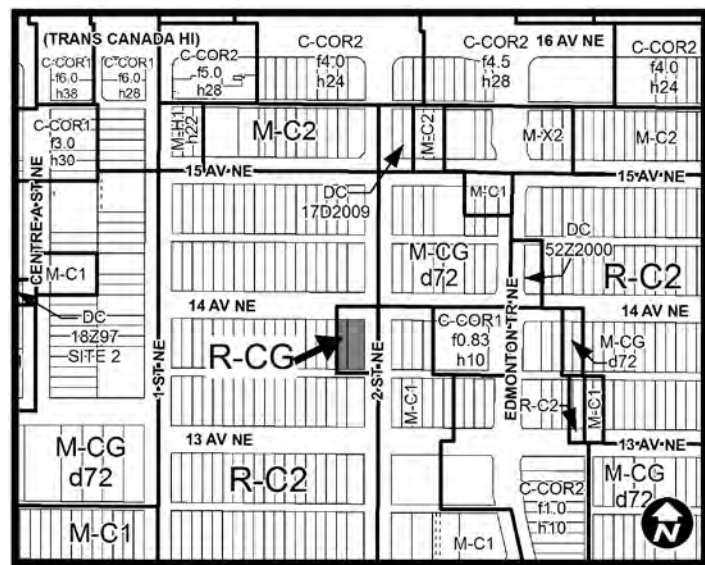 (TRANS CANADA HI)
16 AV NE
C-COR1
f6.0
h38
C-COR1
f6.0
h28
C-COR2
f5.0
h28
C-COR2
f4.0
h24
C-COR2
f4.5
h28
C-COR2
f4.0
h24
C-COR1
f3.0
h30
M-H1
h22
M-C2
M-C2
M-X2
M-C2
15 AV NE
15 AV NE
DC
17D2009
M-C1
CENTRE A ST NE
M-C1
M-CG
d72
DC
52Z2000
R-C2
14 AV NE
14 AV NE
DC
18Z97
SITE 2
R-CG
C-COR1
f0.83
h10
M-CG
d72
1 ST NE
2 ST NE
EDMONTON TR NE
M-C1
R-C2
M-C1
13 AV NE
13 AV NE
M-CG
d72
R-C2
C-COR2
f1.0
h10
M-CG
d72
M-C1
M-C1
N